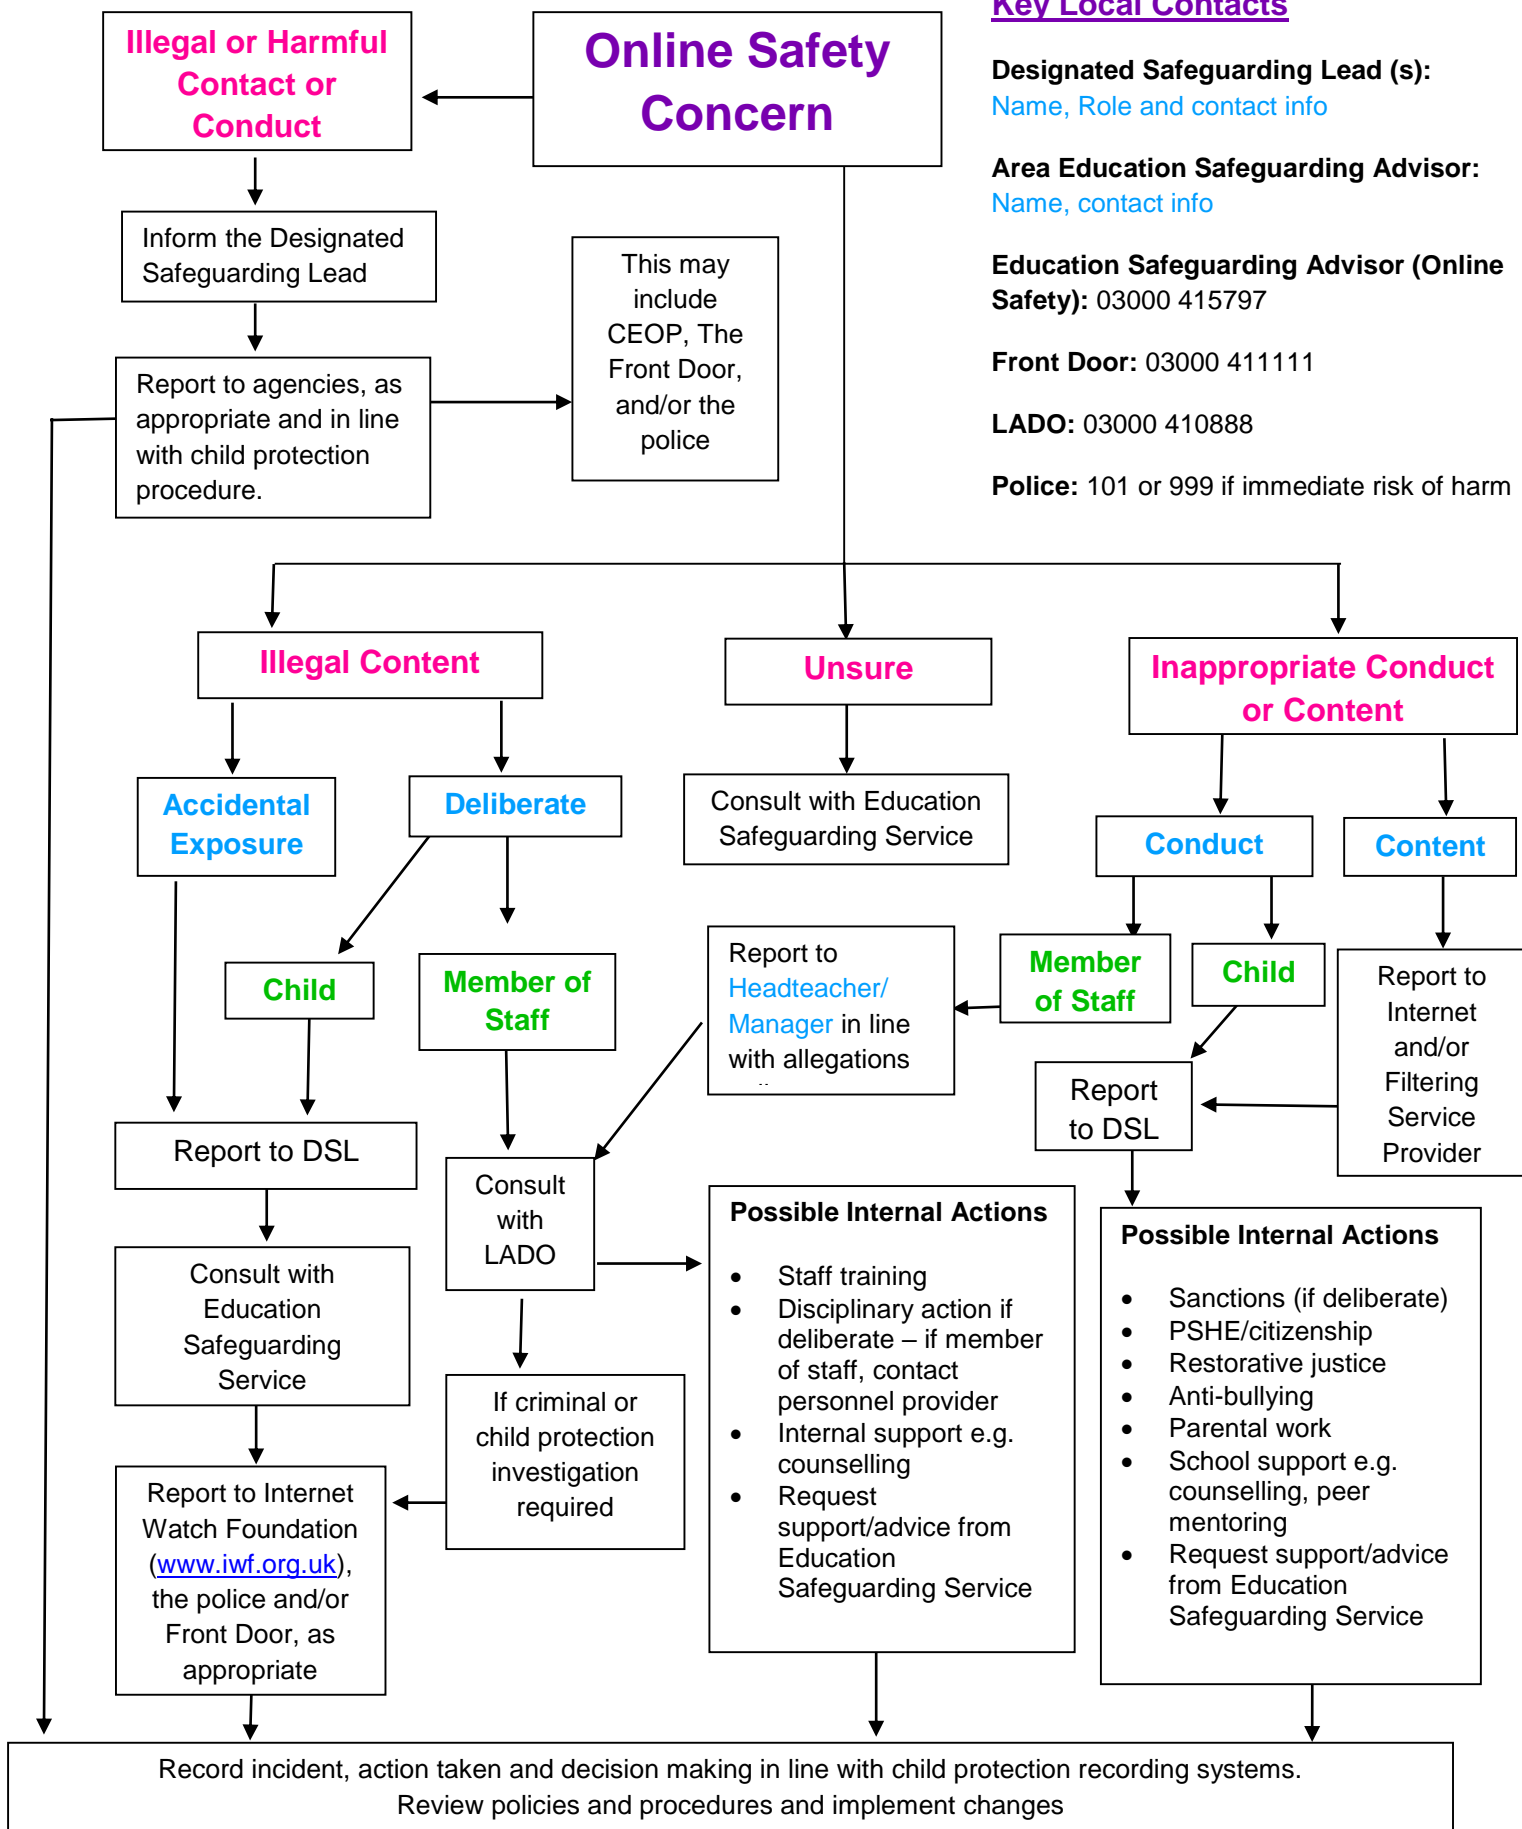 Key Local Contacts
Illegal or Harmful
Contact or
Conduct
Online Safety
Concern
Designated Safeguarding Lead (s):
Name, Role and contact info
Area Education Safeguarding Advisor:
Name, contact info
Education Safeguarding Advisor (Online
Safety): 03000 415797
Front Door: 03000 411111
LADO: 03000 410888
Police: 101 or 999 if immediate risk of harm
Inform the Designated
Safeguarding Lead
Report to agencies, as
appropriate and in line
with child protection
procedure.
This may
include
CEOP, The
Front Door,
and/or the
police
Illegal Content
Unsure
Inappropriate Conduct
or Content
Accidental
Exposure
Deliberate
Consult with Education
Safeguarding Service
Conduct
Content
Child
Member of
Staff
Report to
Headteacher/
Manager in line
with allegations
Member
of Staff
Child
Report to
Internet
and/or
Filtering
Service
Provider
Report to DSL
Consult
with
LADO
Report
to DSL
Consult with
Education
Safeguarding
Service
If criminal or
child protection
investigation
required
Report to Internet
Watch Foundation
(www.iwf.org.uk),
the police and/or
Front Door, as
appropriate
Possible Internal Actions
• Staff training
• Disciplinary action if
deliberate – if member
of staff, contact
personnel provider
• Internal support e.g.
counselling
• Request
support/advice from
Education
Safeguarding Service
Possible Internal Actions
• Sanctions (if deliberate)
• PSHE/citizenship
• Restorative justice
• Anti-bullying
• Parental work
• School support e.g.
counselling, peer
mentoring
• Request support/advice
from Education
Safeguarding Service
Record incident, action taken and decision making in line with child protection recording systems.
Review policies and procedures and implement changes